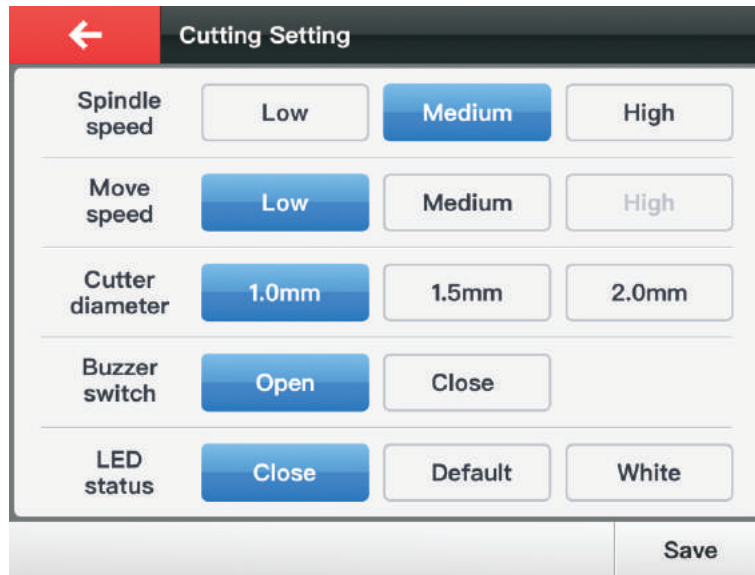 Cutting Setting
Spindle speed
Low
Medium
High
Move speed
Low
Medium
High
Cutter diameter
1.0mm
1.5mm
2.0mm
Buzzer switch
Open
Close
LED status
Close
Default
White
Save